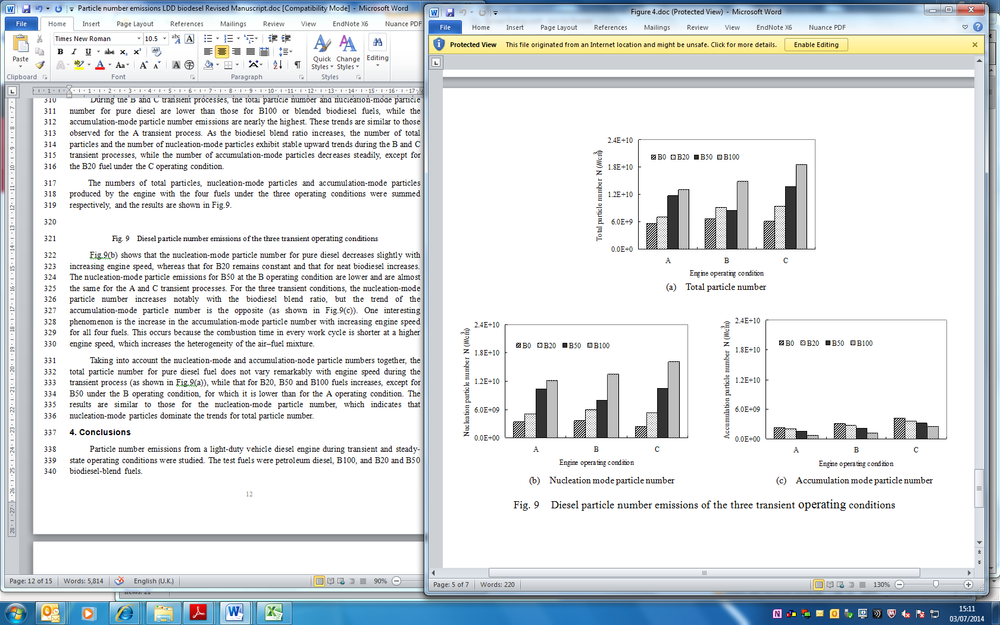 Particle number emissions LDD biodesel Revised Manuscript.doc [Compatibility Mode] - Microsoft Word
File Home Insert Page Layout References Mailings Review View EndNote X6 Nuance PDF
Times New Roman 10.5
Paste
Quick Styles
Change Styles
Editing
Clipboard Font Paragraph Styles
310 During the B and C transient processes, the total particle number and nucleation-mode particle
311 number for pure diesel are lower than those for B100 or blended biodiesel fuels, while the
312 accumulation-mode particle number emissions are nearly the highest. These trends are similar to those
313 observed for the A transient process. As the biodiesel blend ratio increases, the number of total
314 particles and the number of nucleation-mode particles exhibit stable upward trends during the B and C
315 transient processes, while the number of accumulation-mode particles decreases steadily, except for
316 the B20 fuel under the C operating condition.
317 The numbers of total particles, nucleation-mode particles and accumulation-mode particles
318 produced by the engine with the four fuels under the three operating conditions were summed
319 respectively, and the results are shown in Fig.9.
320
321 Fig. 9 Diesel particle number emissions of the three transient operating conditions
322 Fig.9(b) shows that the nucleation-mode particle number for pure diesel decreases slightly with
323 increasing engine speed, whereas that for B20 remains constant and that for neat biodiesel increases.
324 The nucleation-mode particle emissions for B50 at the B operating condition are lower and are almost
325 the same for the A and C transient processes. For the three transient conditions, the nucleation-mode
326 particle number increases notably with the biodiesel blend ratio, but the trend of the
327 accumulation-mode particle number is the opposite (as shown in Fig.9(c)). One interesting
328 phenomenon is the increase in the accumulation-mode particle number with increasing engine speed
329 for all four fuels. This occurs because the combustion time in every work cycle is shorter at a higher
330 engine speed, which increases the heterogeneity of the air–fuel mixture.
331 Taking into account the nucleation-mode and accumulation-node particle numbers together, the
332 total particle number for pure diesel fuel does not vary remarkably with engine speed during the
333 transient process (as shown in Fig.9(a)), while that for B20, B50 and B100 fuels increases, except for
334 B50 under the B operating condition, for which it is lower than for the A operating condition. The
335 results are similar to those for the nucleation-mode particle number, which indicates that
336 nucleation-mode particles dominate the trends for total particle number.
337 4. Conclusions
338 Particle number emissions from a light-duty vehicle diesel engine during transient and steady-
339 state operating conditions were studied. The test fuels were petroleum diesel, B100, and B20 and B50
340 biodiesel-blend fuels.
12
Page: 12 of 15 Words: 5,814 English (U.K.) 90%
Items: 21
Figure 4.doc (Protected View) - Microsoft Word
File Home Insert Page Layout References Mailings Review View EndNote X6 Nuance PDF
Protected View This file originated from an Internet location and might be unsafe. Click for more details. Enable Editing
Total particle number N (#/cm3)
2.4E+10
1.8E+10
1.2E+10
6.0E+9
0.0E+0
B0 B20 B50 B100
A B C
Engine operating condition
(a) Total particle number
Nucleation particle number N (#/cm3)
2.4E+10
1.8E+10
1.2E+10
6.0E+09
0.0E+00
B0 B20 B50 B100
A B C
Engine operating condition
(b) Nucleation mode particle number
Accumulation particle number N (#/cm3)
2.4E+10
1.8E+10
1.2E+10
6.0E+09
0.0E+00
B0 B20 B50 B100
A B C
Engine operating condition
(c) Accumulation mode particle number
Fig. 9 Diesel particle number emissions of the three transient operating conditions
Page: 5 of 7 Words: 220 130%
15:11
03/07/2014